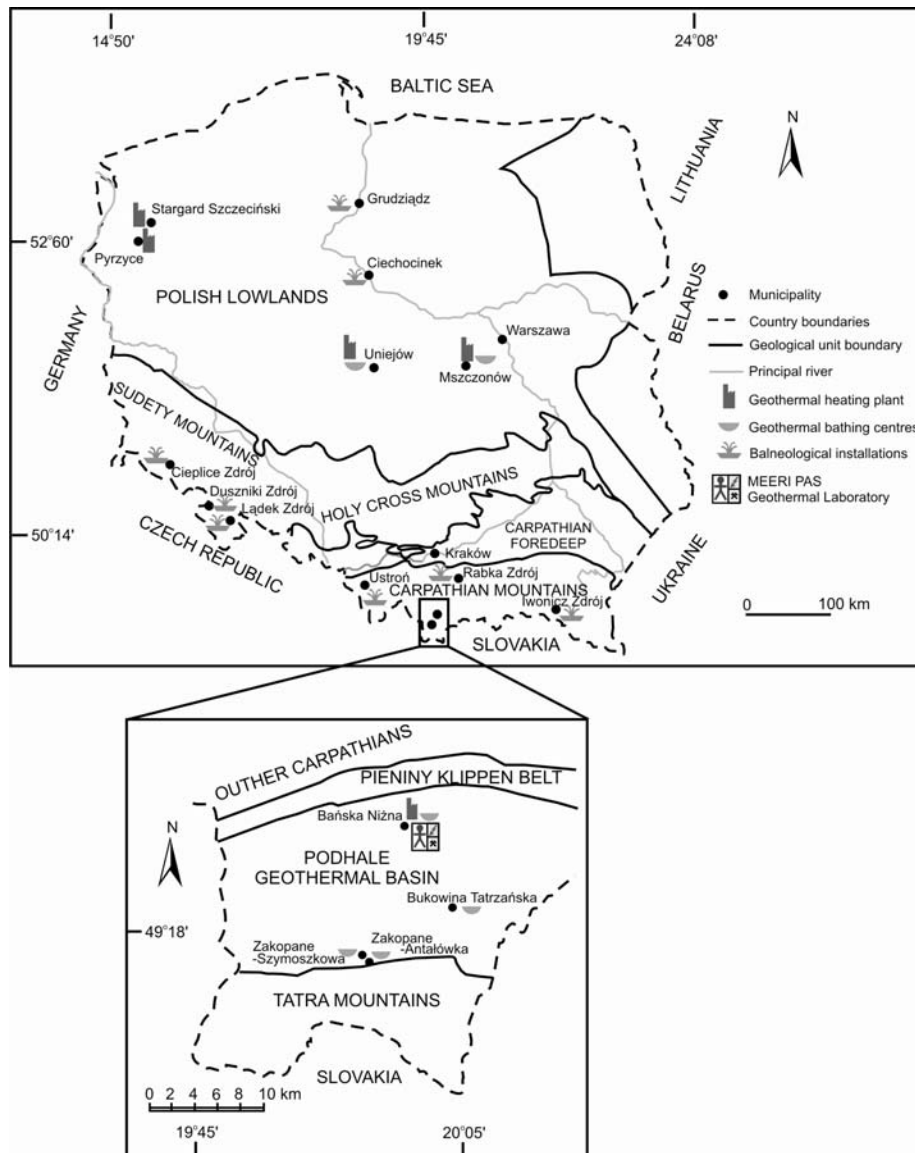 14°50'
19°45'
24°08'
BALTIC SEA
N
LITHUANIA
Grudziądz
Stargard Szczeciński
52°60'
Pyrzyce
Ciechocinek
BELARUS
POLISH LOWLANDS
Municipality
Country boundaries
Warszawa
GERMANY
Geological unit boundary
Uniejów
Principal river
Mszczonów
SUDETY MOUNTAINS
Geothermal heating plant
Geothermal bathing centres
Balneological installations
Cieplice Zdrój
MEERI PAS
Geothermal Laboratory
Duszniki Zdrój
Lądek Zdrój
HOLY CROSS MOUNTAINS
50°14'
CZECH REPUBLIC
CARPATHIAN
FOREDEEP
Kraków
UKRAINE
Ustroń
Rabka Zdrój
CARPATHIAN MOUNTAINS
Iwonicz Zdrój
0 100 km
SLOVAKIA
OUTHER CARPATHIANS
PIENINY KLIPPEN BELT
Bańska Niżna
N
PODHALE
GEOTHERMAL BASIN
Bukowina Tatrzańska
49°18'
Zakopane
-Szymoszkowa
Zakopane
-Antałówka
TATRA MOUNTAINS
SLOVAKIA
0 2 4 6 8 10 km
19°45'
20°05'